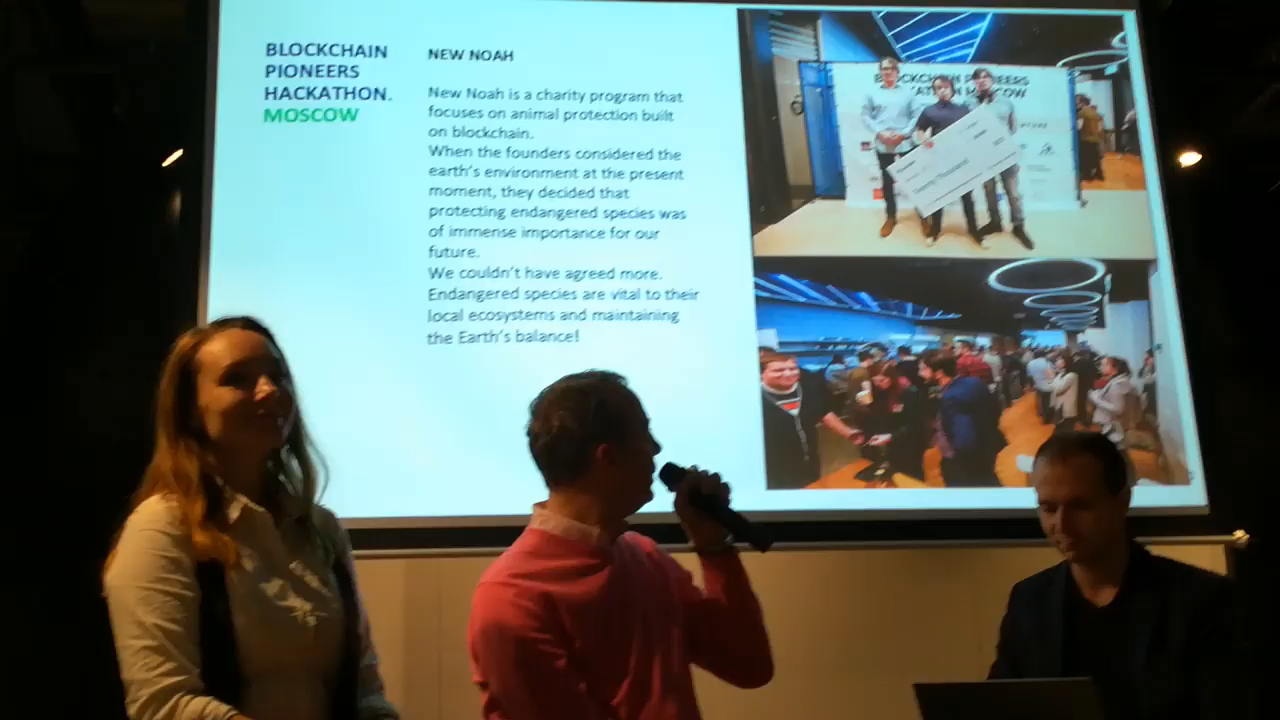 BLOCKCHAIN
PIONEERS
HACKATHON.
MOSCOW
NEW NOAH
New Noah is a charity program that
focuses on animal protection built
on blockchain.
When the founders considered the
earth's environment at the present
moment, they decided that
protecting endangered species was
of immense importance for our
future.
We couldn't have agreed more.
Endangered species are vital to their
local ecosystems and maintaining
the Earth's balance!